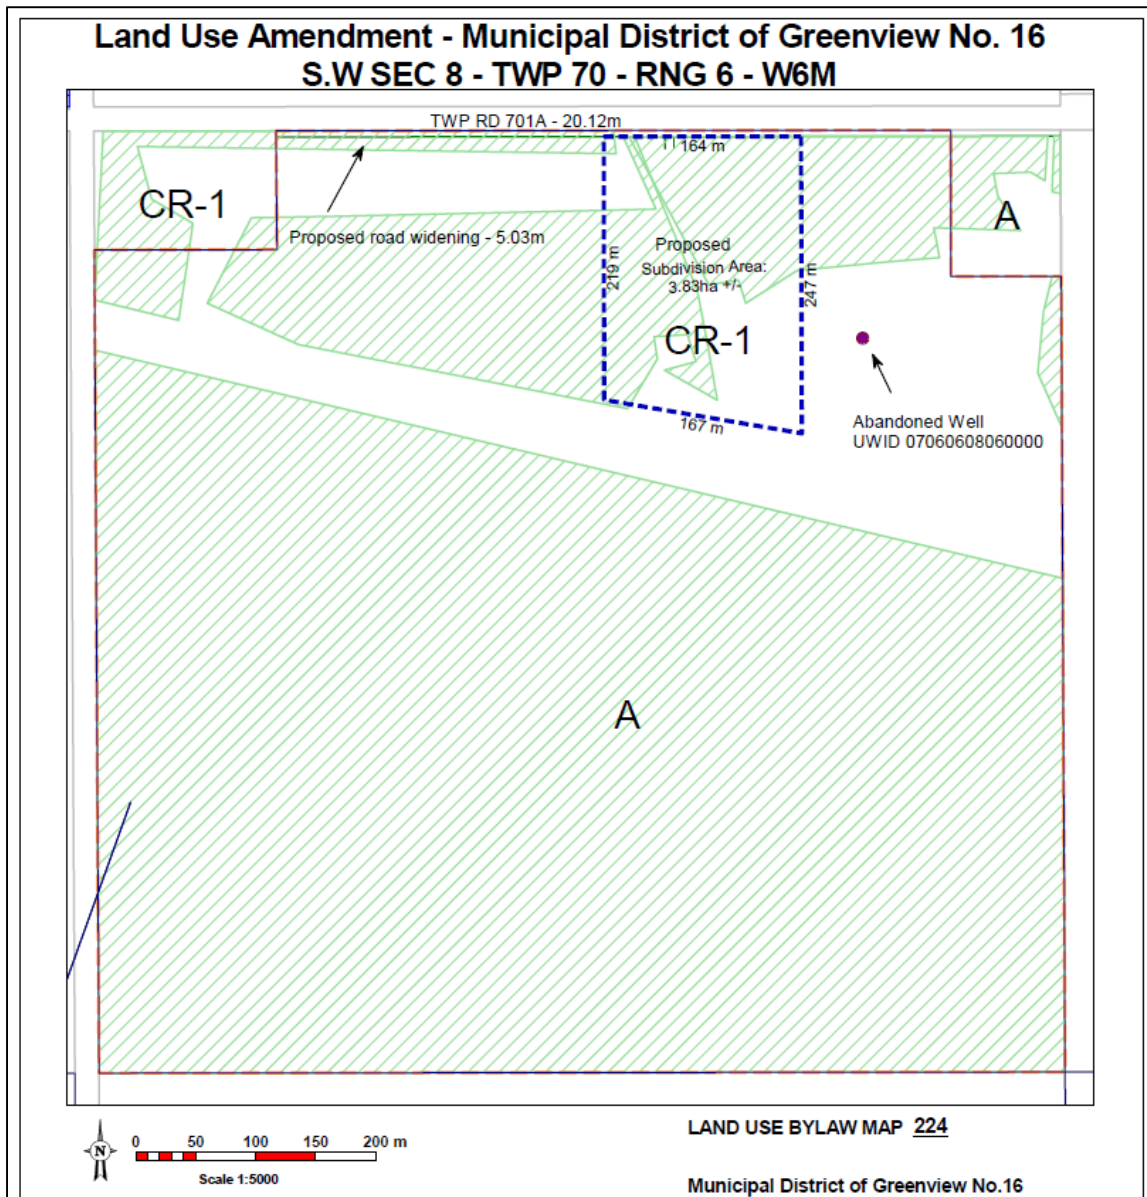 Land Use Amendment - Municipal District of Greenview No. 16
S.W SEC 8 - TWP 70 - RNG 6 - W6M
TWP RD 701A - 20.12m
164 m
CR-1
A
Proposed road widening - 5.03m
Proposed
Subdivision Area:
3.83ha +/-
219 m
247 m
CR-1
167 m
Abandoned Well
UWID 07060608060000
A
N
0 50 100 150 200 m
Scale 1:5000
LAND USE BYLAW MAP 224
Municipal District of Greenview No.16